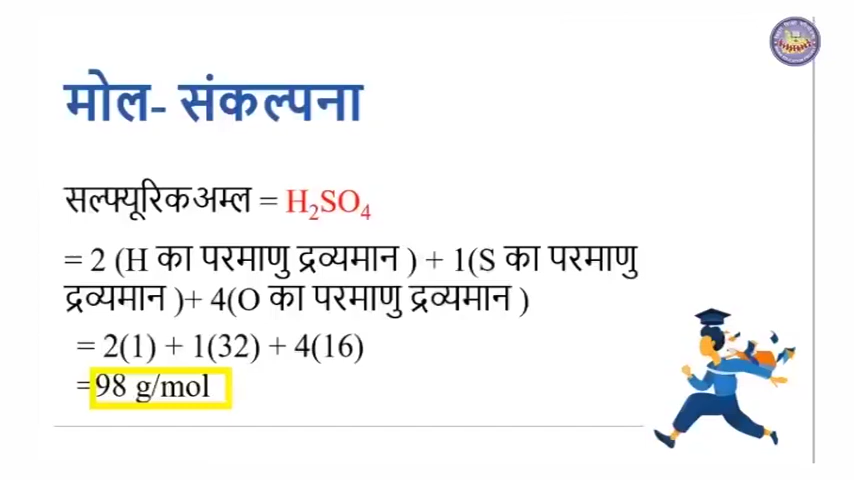 मोल- संकल्पना
सल्फ्यूरिकअम्ल = H₂SO₄
= 2 (H का परमाणु द्रव्यमान ) + 1(S का परमाणु
द्रव्यमान )+ 4(O का परमाणु द्रव्यमान )
= 2(1) + 1(32) + 4(16)
=98 g/mol